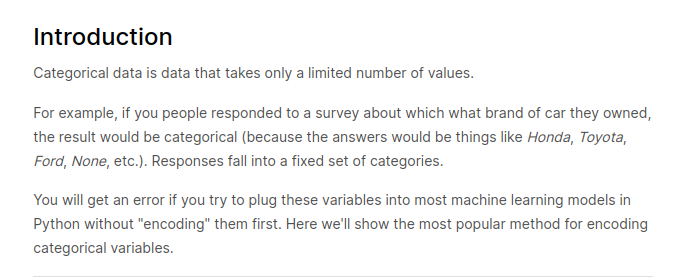 Introduction
Categorical data is data that takes only a limited number of values.
For example, if you people responded to a survey about which what brand of car they owned,
the result would be categorical (because the answers would be things like Honda, Toyota,
Ford, None, etc.). Responses fall into a fixed set of categories.
You will get an error if you try to plug these variables into most machine learning models in
Python without "encoding" them first. Here we'll show the most popular method for encoding
categorical variables.